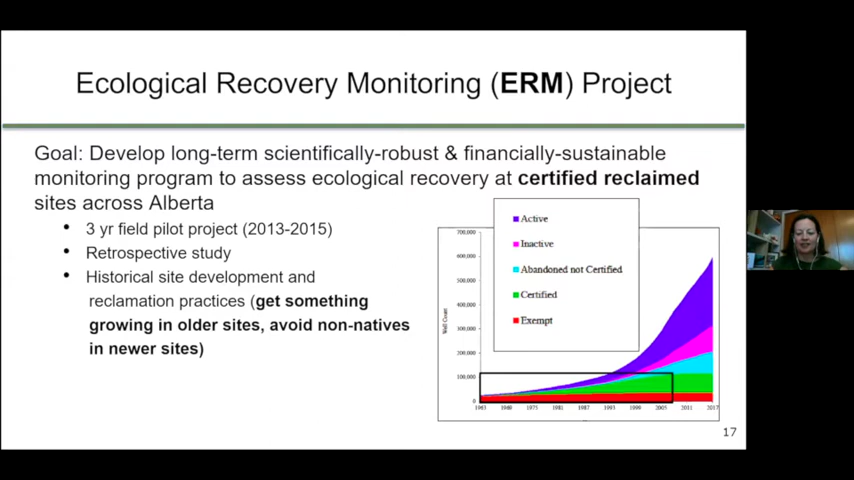 Ecological Recovery Monitoring (ERM) Project
Goal: Develop long-term scientifically-robust & financially-sustainable
monitoring program to assess ecological recovery at certified reclaimed
sites across Alberta
• 3 yr field pilot project (2013-2015)
• Retrospective study
• Historical site development and
reclamation practices (get something
growing in older sites, avoid non-natives
in newer sites)
Active
Inactive
Abandoned not Certified
Certified
Exempt
700,000
600,000
500,000
400,000
300,000
200,000
100,000
0
Well Count
1963 1969 1975 1981 1987 1993 1999 2005 2011 2017
17